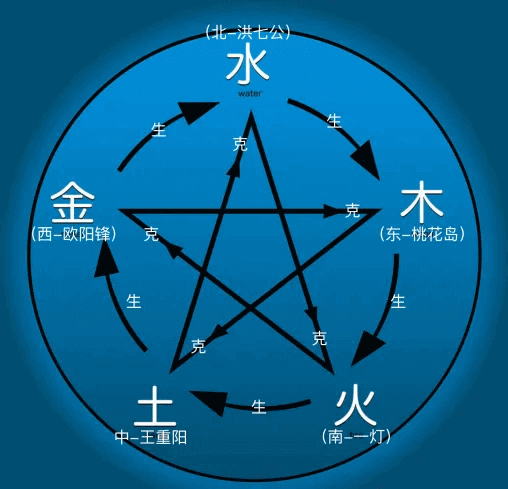 (北-洪七公)
水
water
生
生
克
金
木
克
(西-欧阳锋)
克
(东-桃花岛)
生
生
克
克
土
火
生
中-王重阳
(南-一灯)